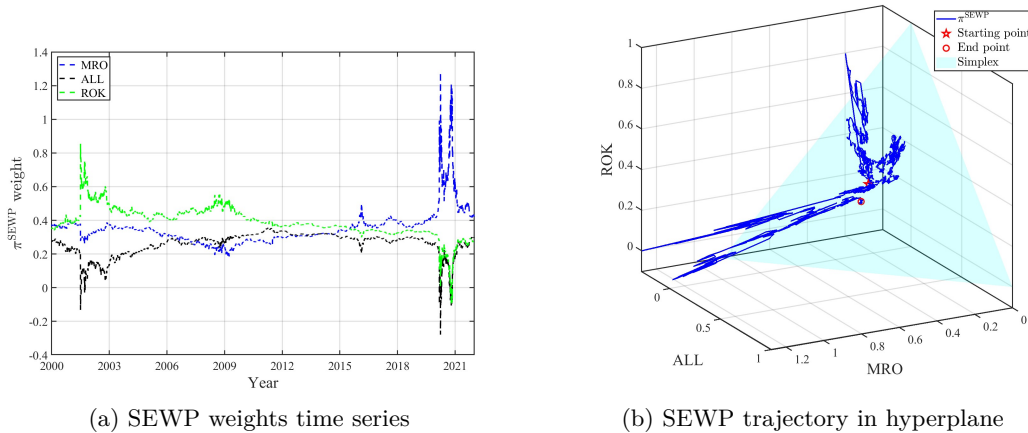 1.4
1.2
1
0.8
0.6
0.4
0.2
0
-0.2
-0.4
π^SEWP weight
MRO
ALL
ROK
2000 2003 2006 2009 2012 2015 2018 2021
Year
(a) SEWP weights time series
π^SEWP
Starting point
End point
Simplex
1
0.8
0.6
0.4
0.2
0
ROK
0
0.5
1
ALL
1.2 1 0.8 0.6 0.4 0.2 0
MRO
(b) SEWP trajectory in hyperplane